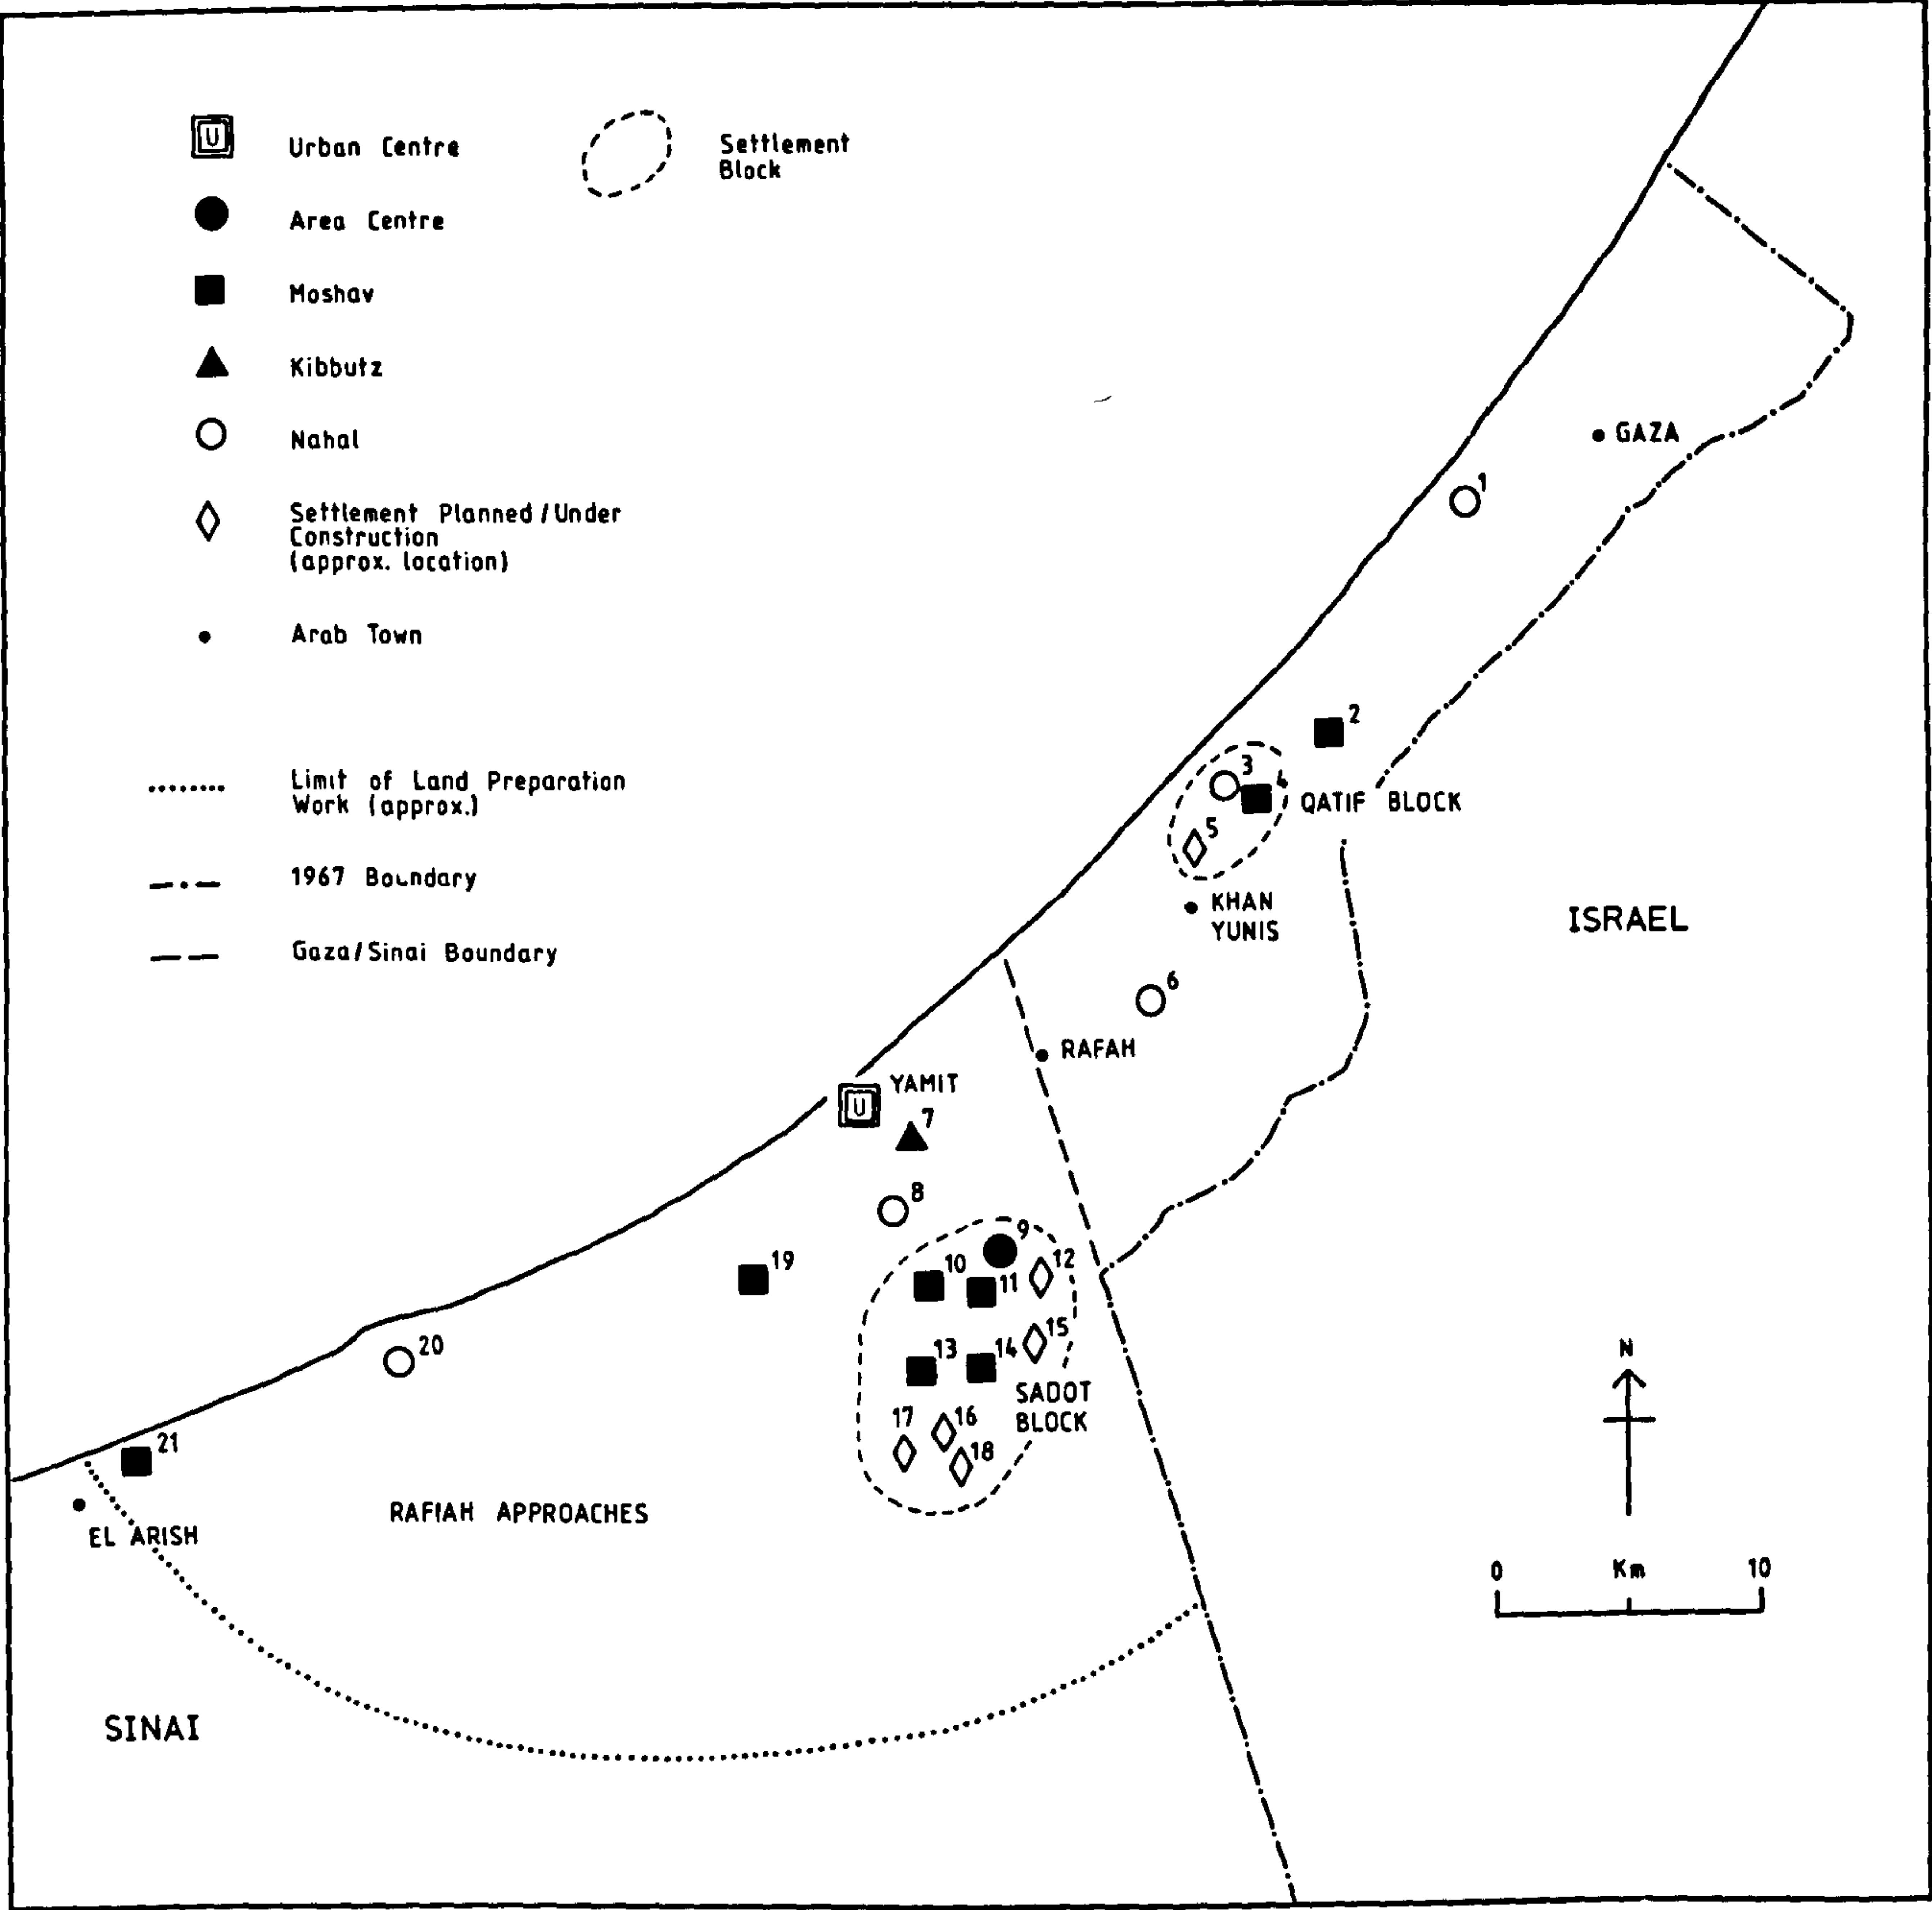 U
Urban Centre
Settlement
Block
Area Centre
Moshav
Kibbutz
Nahal
Settlement Planned/Under
Construction
(approx. location)
Arab Town
Limit of Land Preparation
Work (approx.)
1967 Boundary
Gaza/Sinai Boundary
GAZA
1
2
3
4
QATIF BLOCK
5
KHAN
YUNIS
ISRAEL
6
RAFAH
YAMIT
U
7
8
9
10
11
12
19
13
14
15
SADOT
BLOCK
20
17
16
18
21
EL ARISH
RAFIAH APPROACHES
SINAI
N
0 Km 10